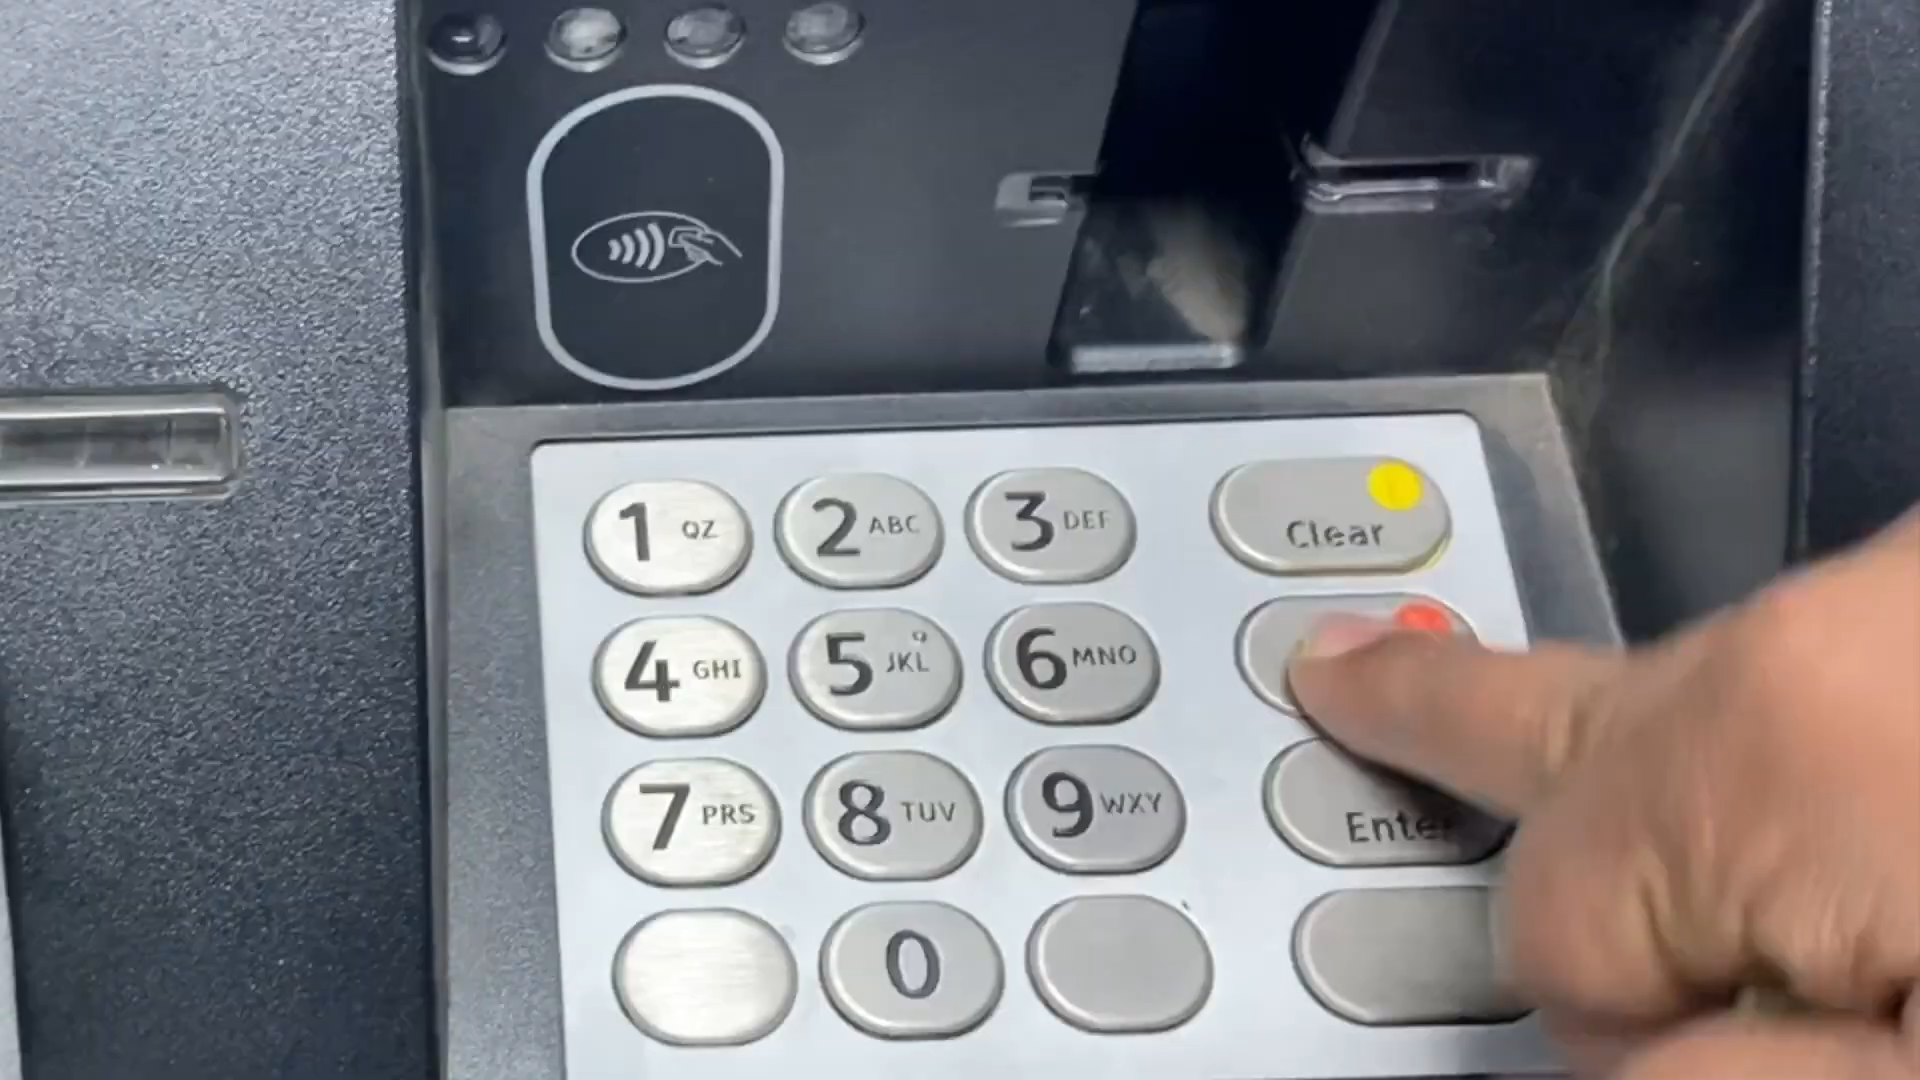 1 QZ 2 ABC 3 DEF Clear
4 GHI 5 JKL 6 MNO
7 PRS 8 TUV 9 WXY Enter
0